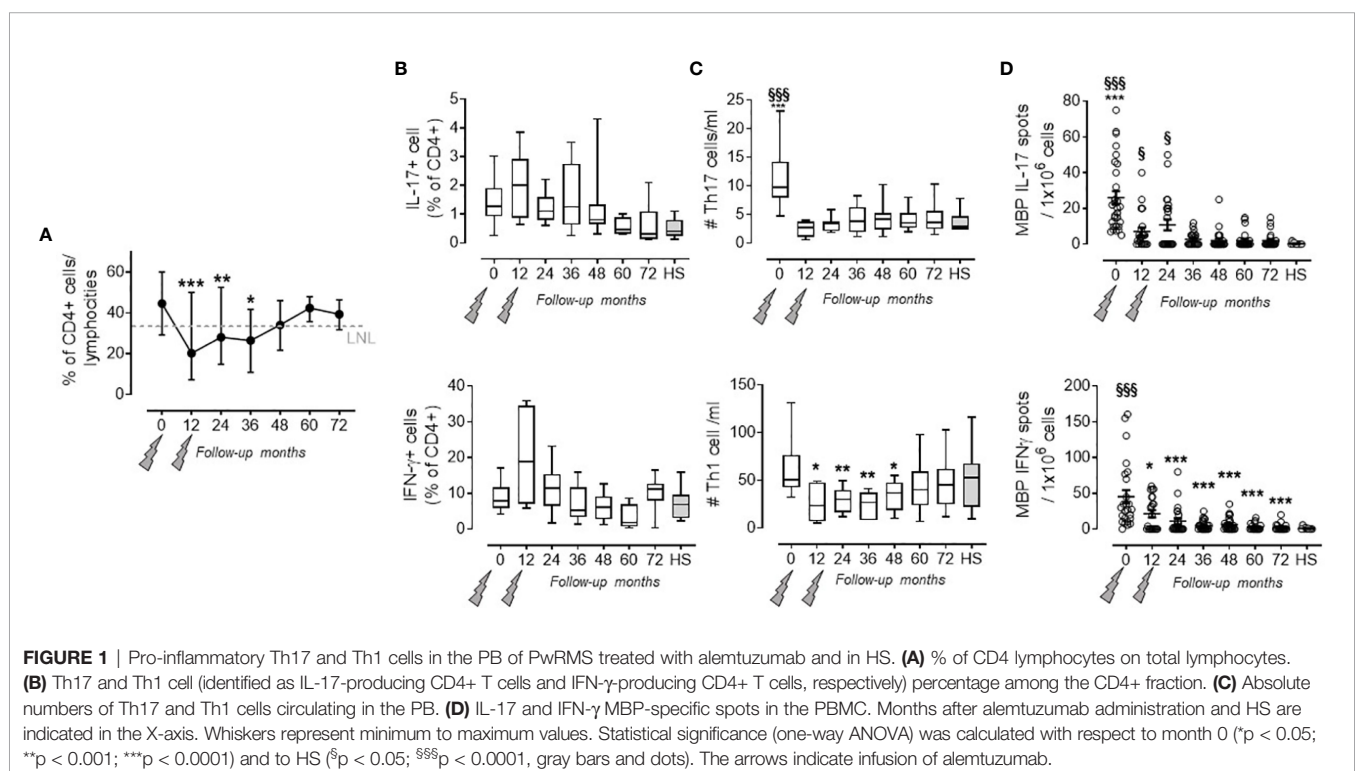 B
C
D
5
4
3
2
1
0
IL-17+ cell
(% of CD4+)
0 12 24 36 48 60 72 HS
Follow-up months
25
20
15
10
5
0
# Th17 cells/ml
§§§
***
0 12 24 36 48 60 72 HS
Follow-up months
80
60
40
20
0
MBP IL-17 spots
/ 1x10⁶ cells
§§§
***
§
§
0 12 24 36 48 60 72 HS
Follow-up months
A
60
40
20
0
% of CD4+ cells/
lymphocities
***
**
*
LNL
0 12 24 36 48 60 72
Follow-up months
40
30
20
10
0
IFN-γ+ cells
(% of CD4+)
0 12 24 36 48 60 72 HS
Follow-up months
150
100
50
0
# Th1 cell /ml
* ** ** *
0 12 24 36 48 60 72 HS
Follow-up months
200
150
100
50
0
MBP IFNγ spots
/ 1x10⁶ cells
§§§
* *** *** *** *** ***
0 12 24 36 48 60 72 HS
Follow-up months
FIGURE 1 | Pro-inflammatory Th17 and Th1 cells in the PB of PwRMS treated with alemtuzumab and in HS. (A) % of CD4 lymphocytes on total lymphocytes.
(B) Th17 and Th1 cell (identified as IL-17-producing CD4+ T cells and IFN-γ-producing CD4+ T cells, respectively) percentage among the CD4+ fraction. (C) Absolute
numbers of Th17 and Th1 cells circulating in the PB. (D) IL-17 and IFN-γ MBP-specific spots in the PBMC. Months after alemtuzumab administration and HS are
indicated in the X-axis. Whiskers represent minimum to maximum values. Statistical significance (one-way ANOVA) was calculated with respect to month 0 (*p < 0.05;
**p < 0.001; ***p < 0.0001) and to HS (§p < 0.05; §§§p < 0.0001, gray bars and dots). The arrows indicate infusion of alemtuzumab.